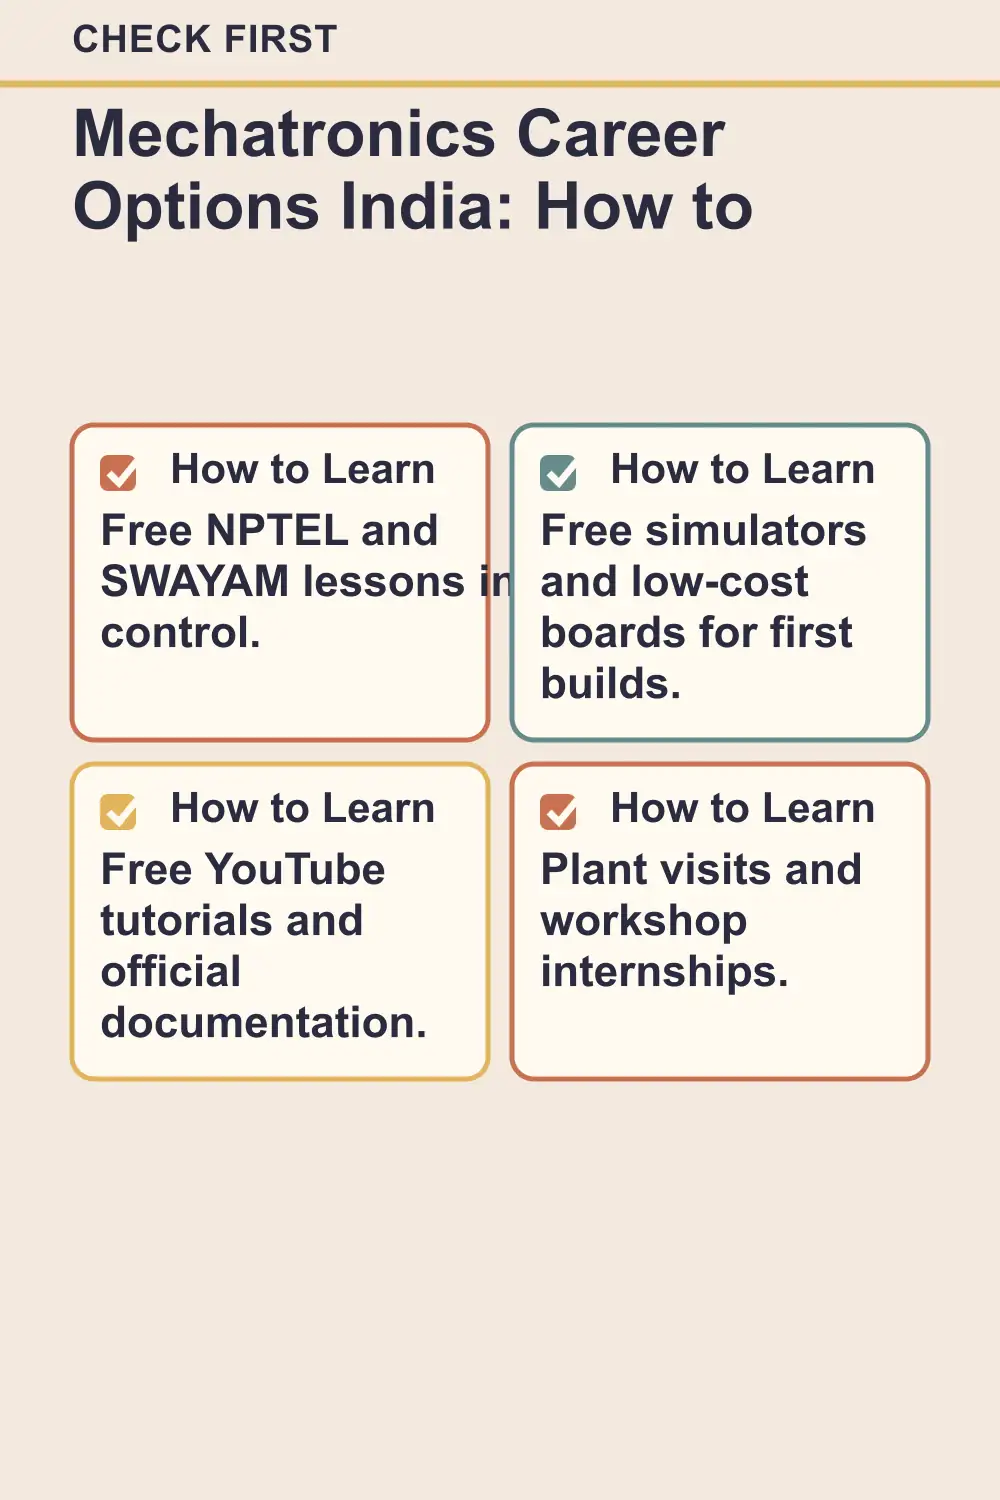 CHECK FIRST
Mechatronics Career
Options India: How to
How to Learn
Free NPTEL and
SWAYAM lessons in
control.
How to Learn
Free simulators
and low-cost
boards for first
builds.
How to Learn
Free YouTube
tutorials and
official
documentation.
How to Learn
Plant visits and
workshop
internships.